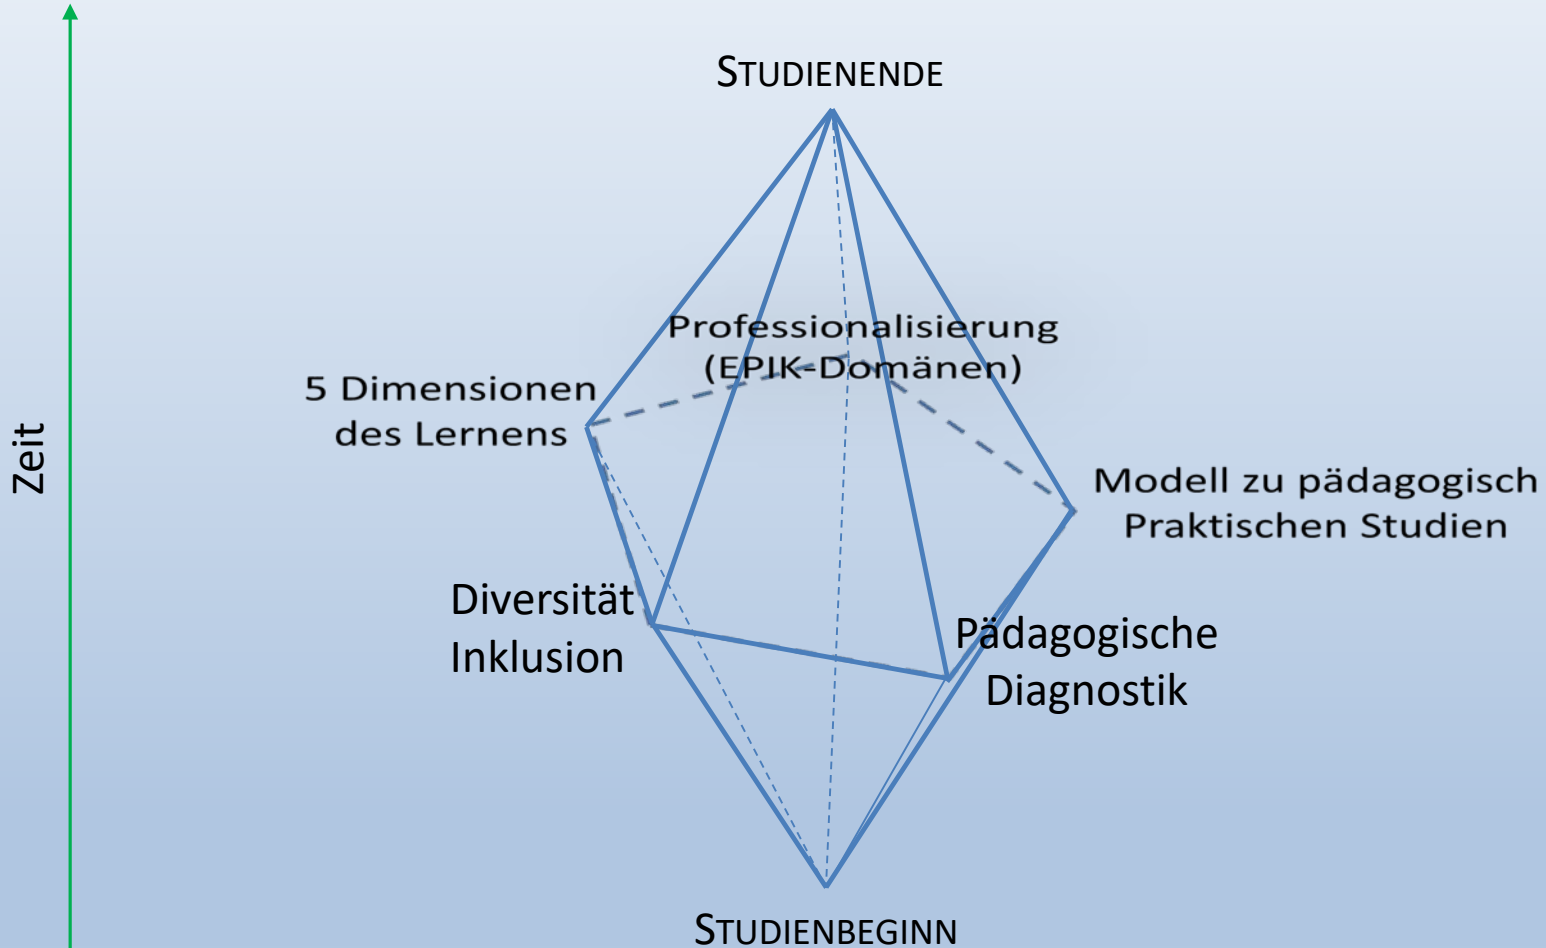 STUDIENENDE
Professionalisierung
(EPIK-Domänen)
5 Dimensionen
des Lernens
Zeit
Modell zu pädagogisch
Praktischen Studien
Diversität
Inklusion
Pädagogische
Diagnostik
STUDIENBEGINN